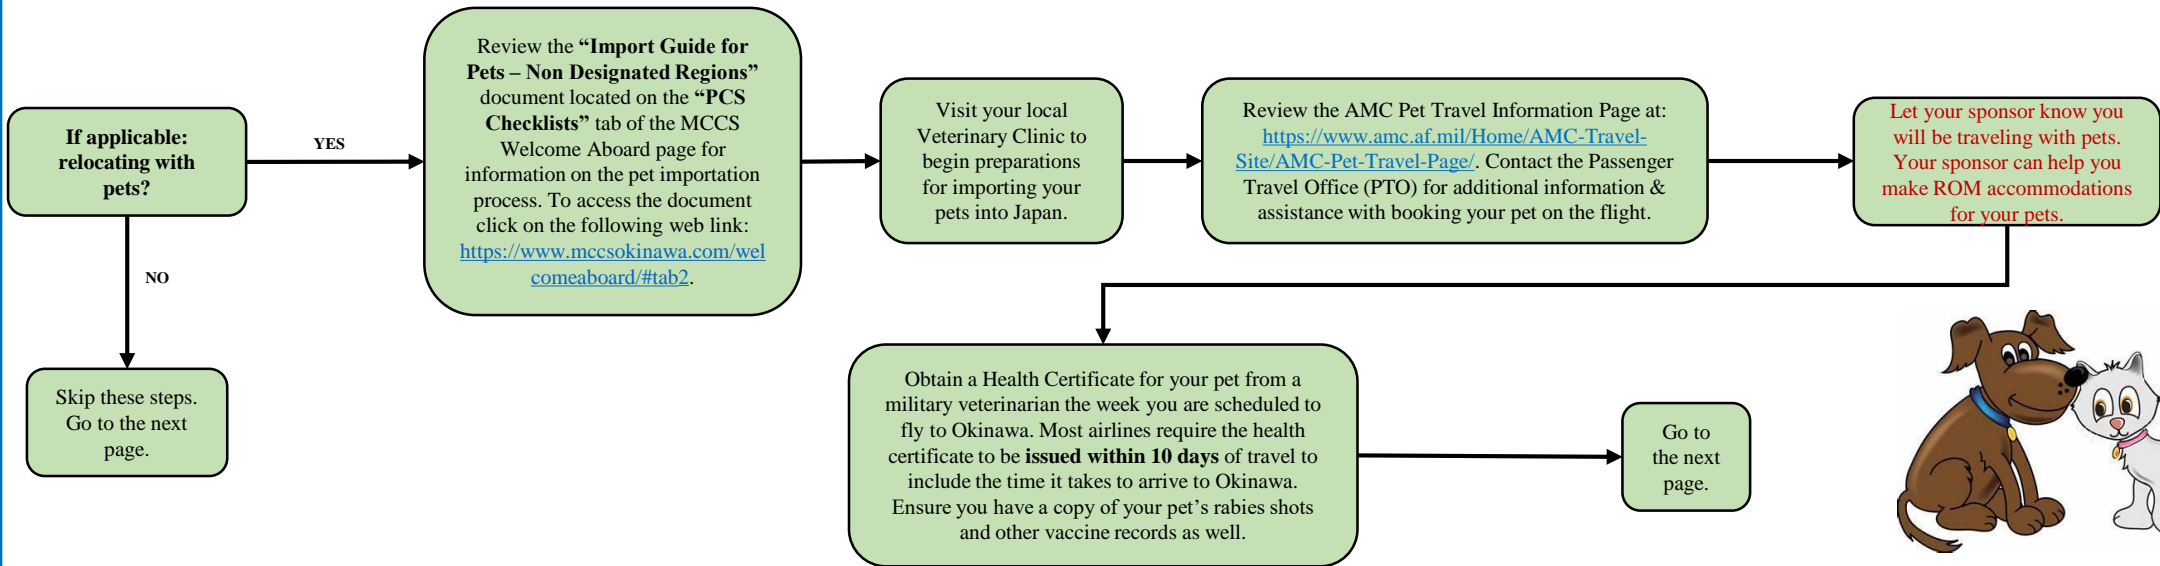 If applicable:
relocating with
pets?
YES
NO
Skip these steps.
Go to the next
page.
Review the “Import Guide for
Pets – Non Designated Regions”
document located on the “PCS
Checklists” tab of the MCCS
Welcome Aboard page for
information on the pet importation
process. To access the document
click on the following web link:
https://www.mccsokinawa.com/wel
comeaboard/#tab2.
Visit your local
Veterinary Clinic to
begin preparations
for importing your
pets into Japan.
Review the AMC Pet Travel Information Page at:
https://www.amc.af.mil/Home/AMC-Travel-
Site/AMC-Pet-Travel-Page/. Contact the Passenger
Travel Office (PTO) for additional information &
assistance with booking your pet on the flight.
Let your sponsor know you
will be traveling with pets.
Your sponsor can help you
make ROM accommodations
for your pets.
Obtain a Health Certificate for your pet from a
military veterinarian the week you are scheduled to
fly to Okinawa. Most airlines require the health
certificate to be issued within 10 days of travel to
include the time it takes to arrive to Okinawa.
Ensure you have a copy of your pet’s rabies shots
and other vaccine records as well.
Go to
the next
page.